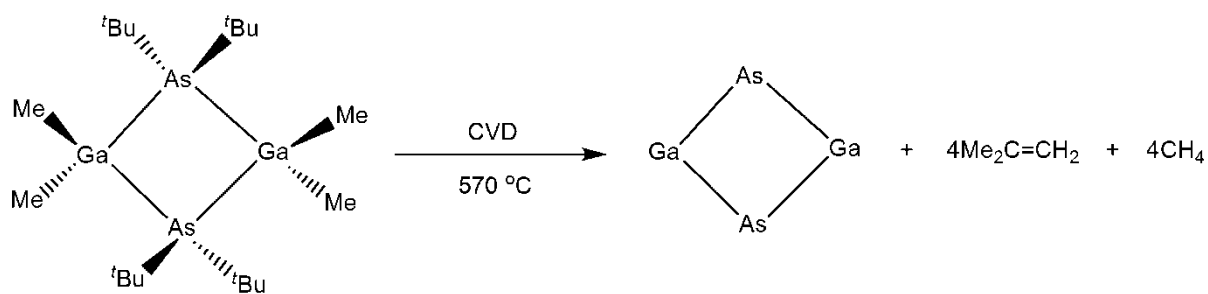 ᵗBu ᵗBu
As
Me Me
Ga Ga
Me Me
As
ᵗBu ᵗBu
CVD
570 °C
As
Ga Ga
As
+ 4Me₂C=CH₂ + 4CH₄